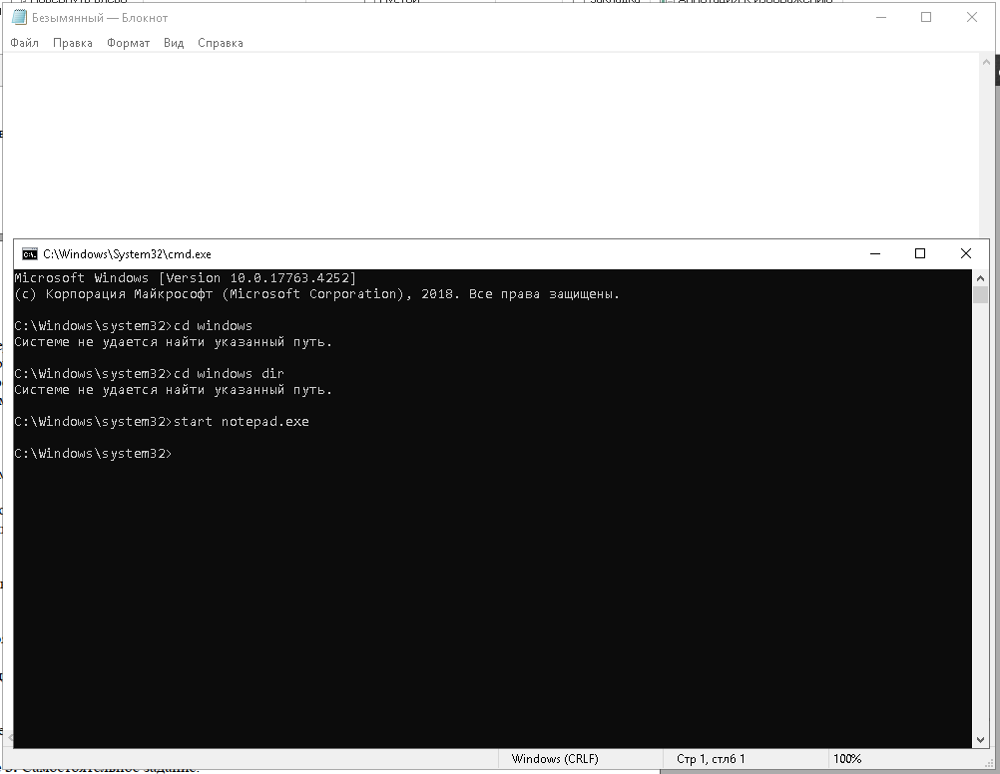 Безымянный — Блокнот
Файл Правка Формат Вид Справка
C:\Windows\System32\cmd.exe
Microsoft Windows [Version 10.0.17763.4252]
(c) Корпорация Майкрософт (Microsoft Corporation), 2018. Все права защищены.
C:\Windows\system32>cd windows
Системе не удается найти указанный путь.
C:\Windows\system32>cd windows dir
Системе не удается найти указанный путь.
C:\Windows\system32>start notepad.exe
C:\Windows\system32>
Windows (CRLF) Стр 1, стлб 1 100%